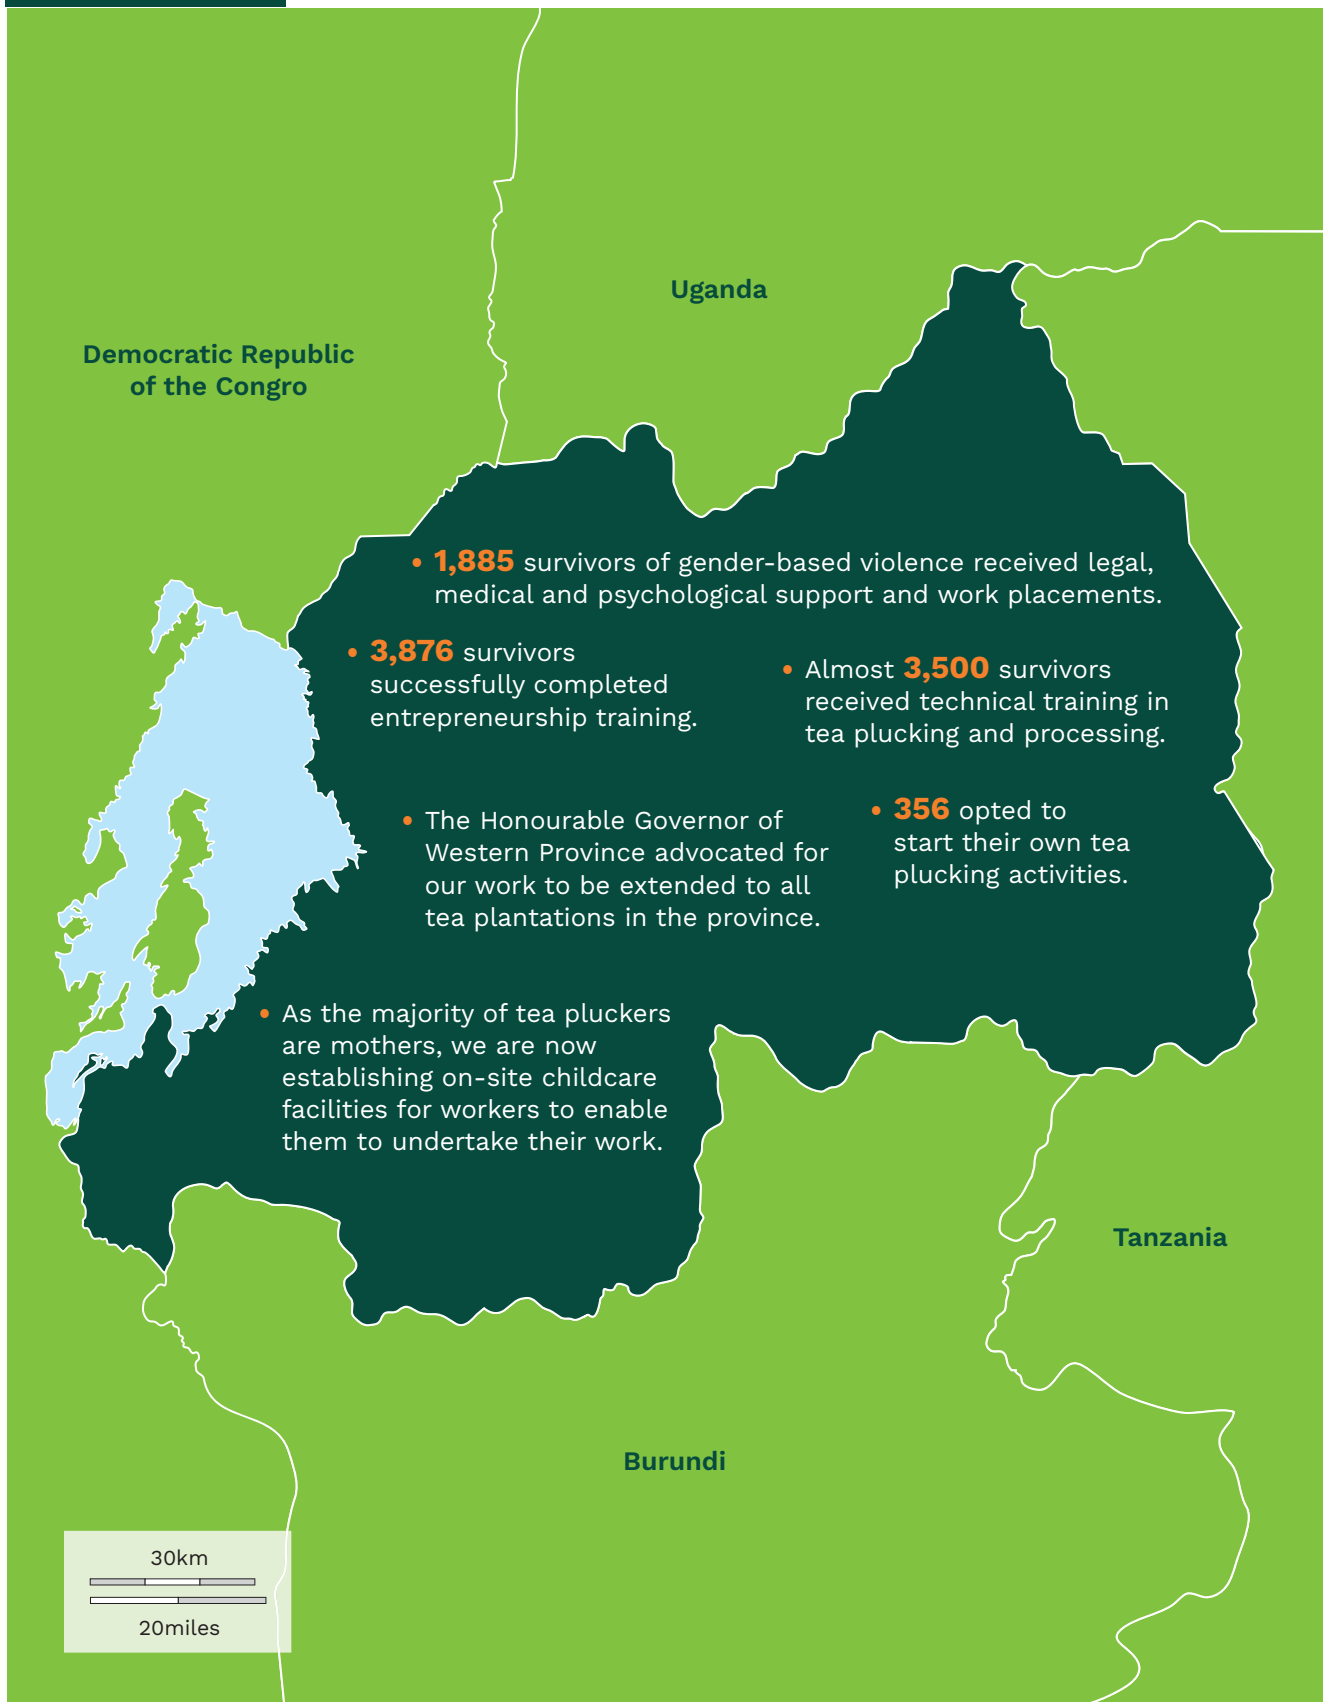 Uganda
Democratic Republic
of the Congro
• 1,885 survivors of gender-based violence received legal,
medical and psychological support and work placements.
• 3,876 survivors
successfully completed
entrepreneurship training.
• Almost 3,500 survivors
received technical training in
tea plucking and processing.
• The Honourable Governor of
Western Province advocated for
our work to be extended to all
tea plantations in the province.
• 356 opted to
start their own tea
plucking activities.
• As the majority of tea pluckers
are mothers, we are now
establishing on-site childcare
facilities for workers to enable
them to undertake their work.
Tanzania
Burundi
30km
20miles